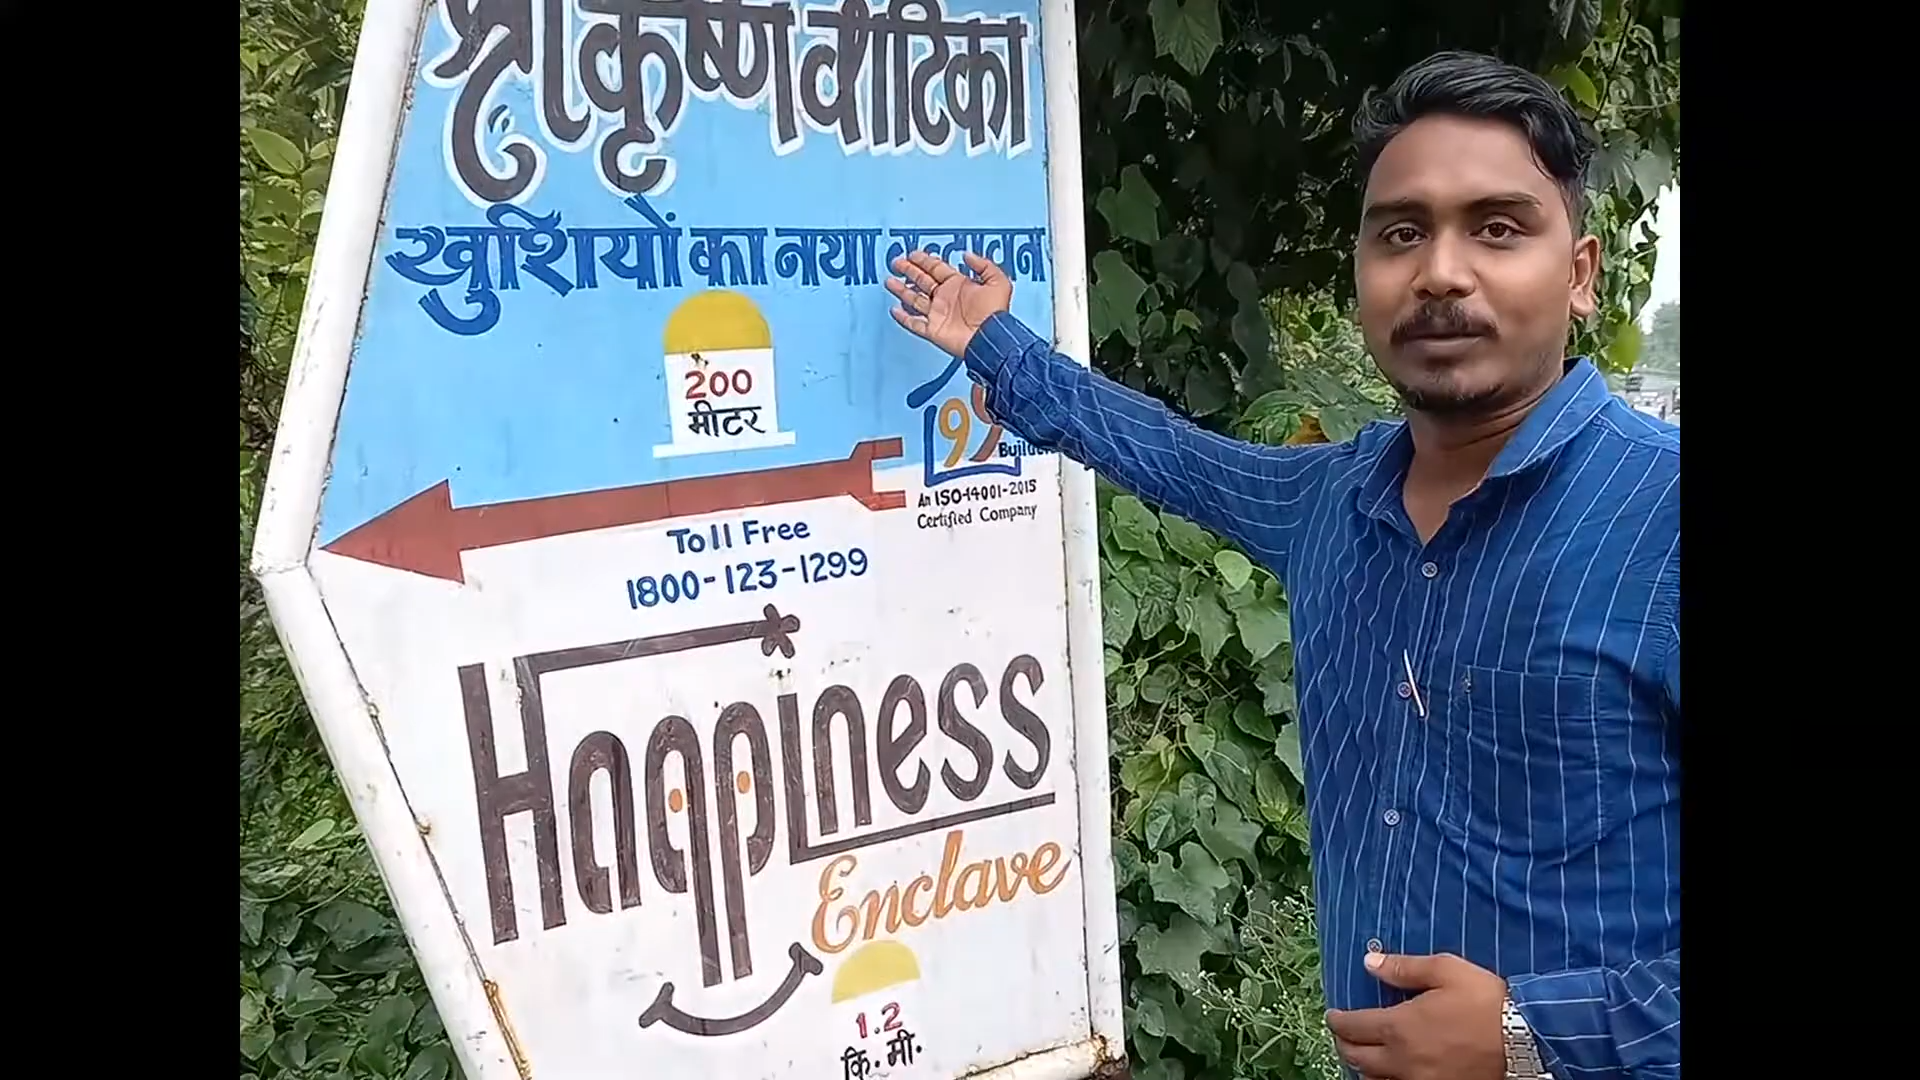 श्रीकृष्ण वाटिका
खुशियों का नया वृन्दावन
200
मीटर
99
An ISO-14001-2015
Certified Company
Toll Free
1800-123-1299
Happiness
Enclave
1.2
कि.मी.